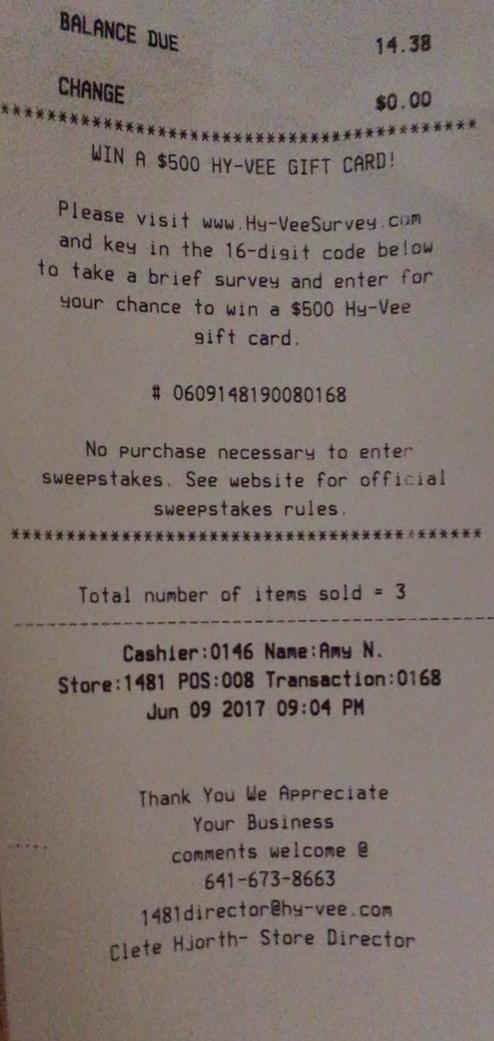 BALANCE DUE 14.38
CHANGE $0.00
******************************************
WIN A $500 HY-VEE GIFT CARD!
Please visit www.Hy-VeeSurvey.com
and key in the 16-digit code below
to take a brief survey and enter for
your chance to win a $500 Hy-Vee
gift card.
# 0609148190080168
No purchase necessary to enter
sweepstakes. See website for official
sweepstakes rules.
******************************************
Total number of items sold = 3
------------------------------------------
Cashier:0146 Name:Amy N.
Store:1481 POS:008 Transaction:0168
Jun 09 2017 09:04 PM
Thank You We Appreciate
Your Business
comments welcome @
641-673-8663
1481director@hy-vee.com
Clete Hjorth- Store Director